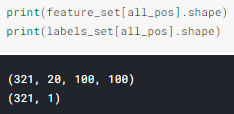 print(feature_set[all_pos].shape)
print(labels_set[all_pos].shape)
(321, 20, 100, 100)
(321, 1)